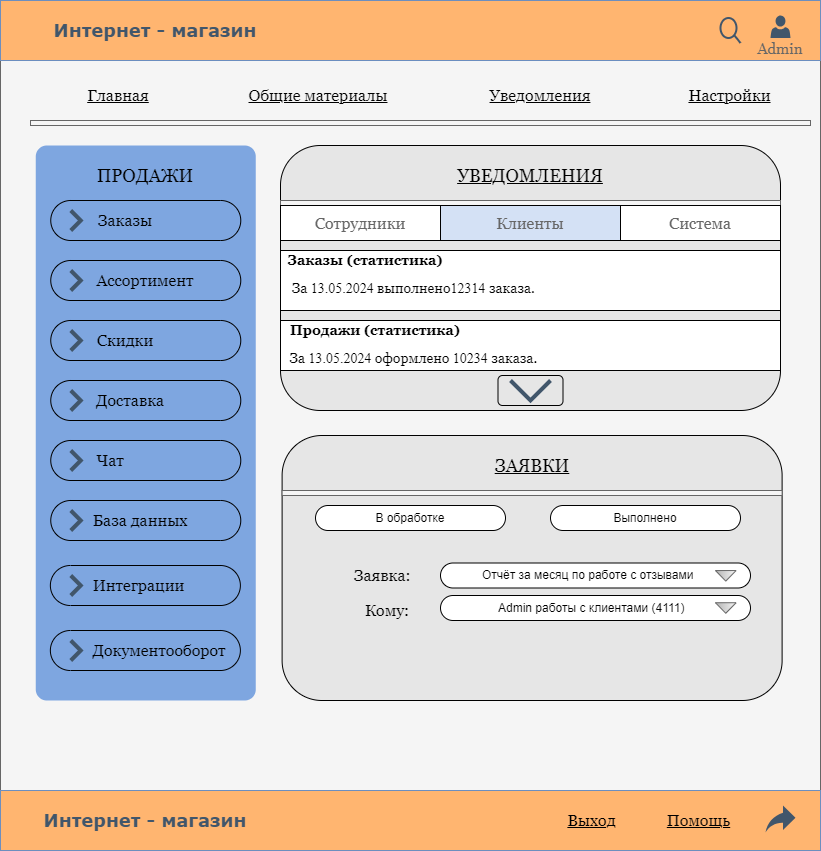 Интернет - магазин
Admin
Главная
Общие материалы
Уведомления
Настройки
ПРОДАЖИ
Заказы
Ассортимент
Скидки
Доставка
Чат
База данных
Интеграции
Документооборот
УВЕДОМЛЕНИЯ
Сотрудники
Клиенты
Система
Заказы (статистика)
За 13.05.2024 выполнено12314 заказа.
Продажи (статистика)
За 13.05.2024 оформлено 10234 заказа.
ЗАЯВКИ
В обработке
Выполнено
Заявка:
Отчёт за месяц по работе с отзывами
Кому:
Admin работы с клиентами (4111)
Интернет - магазин
Выход
Помощь